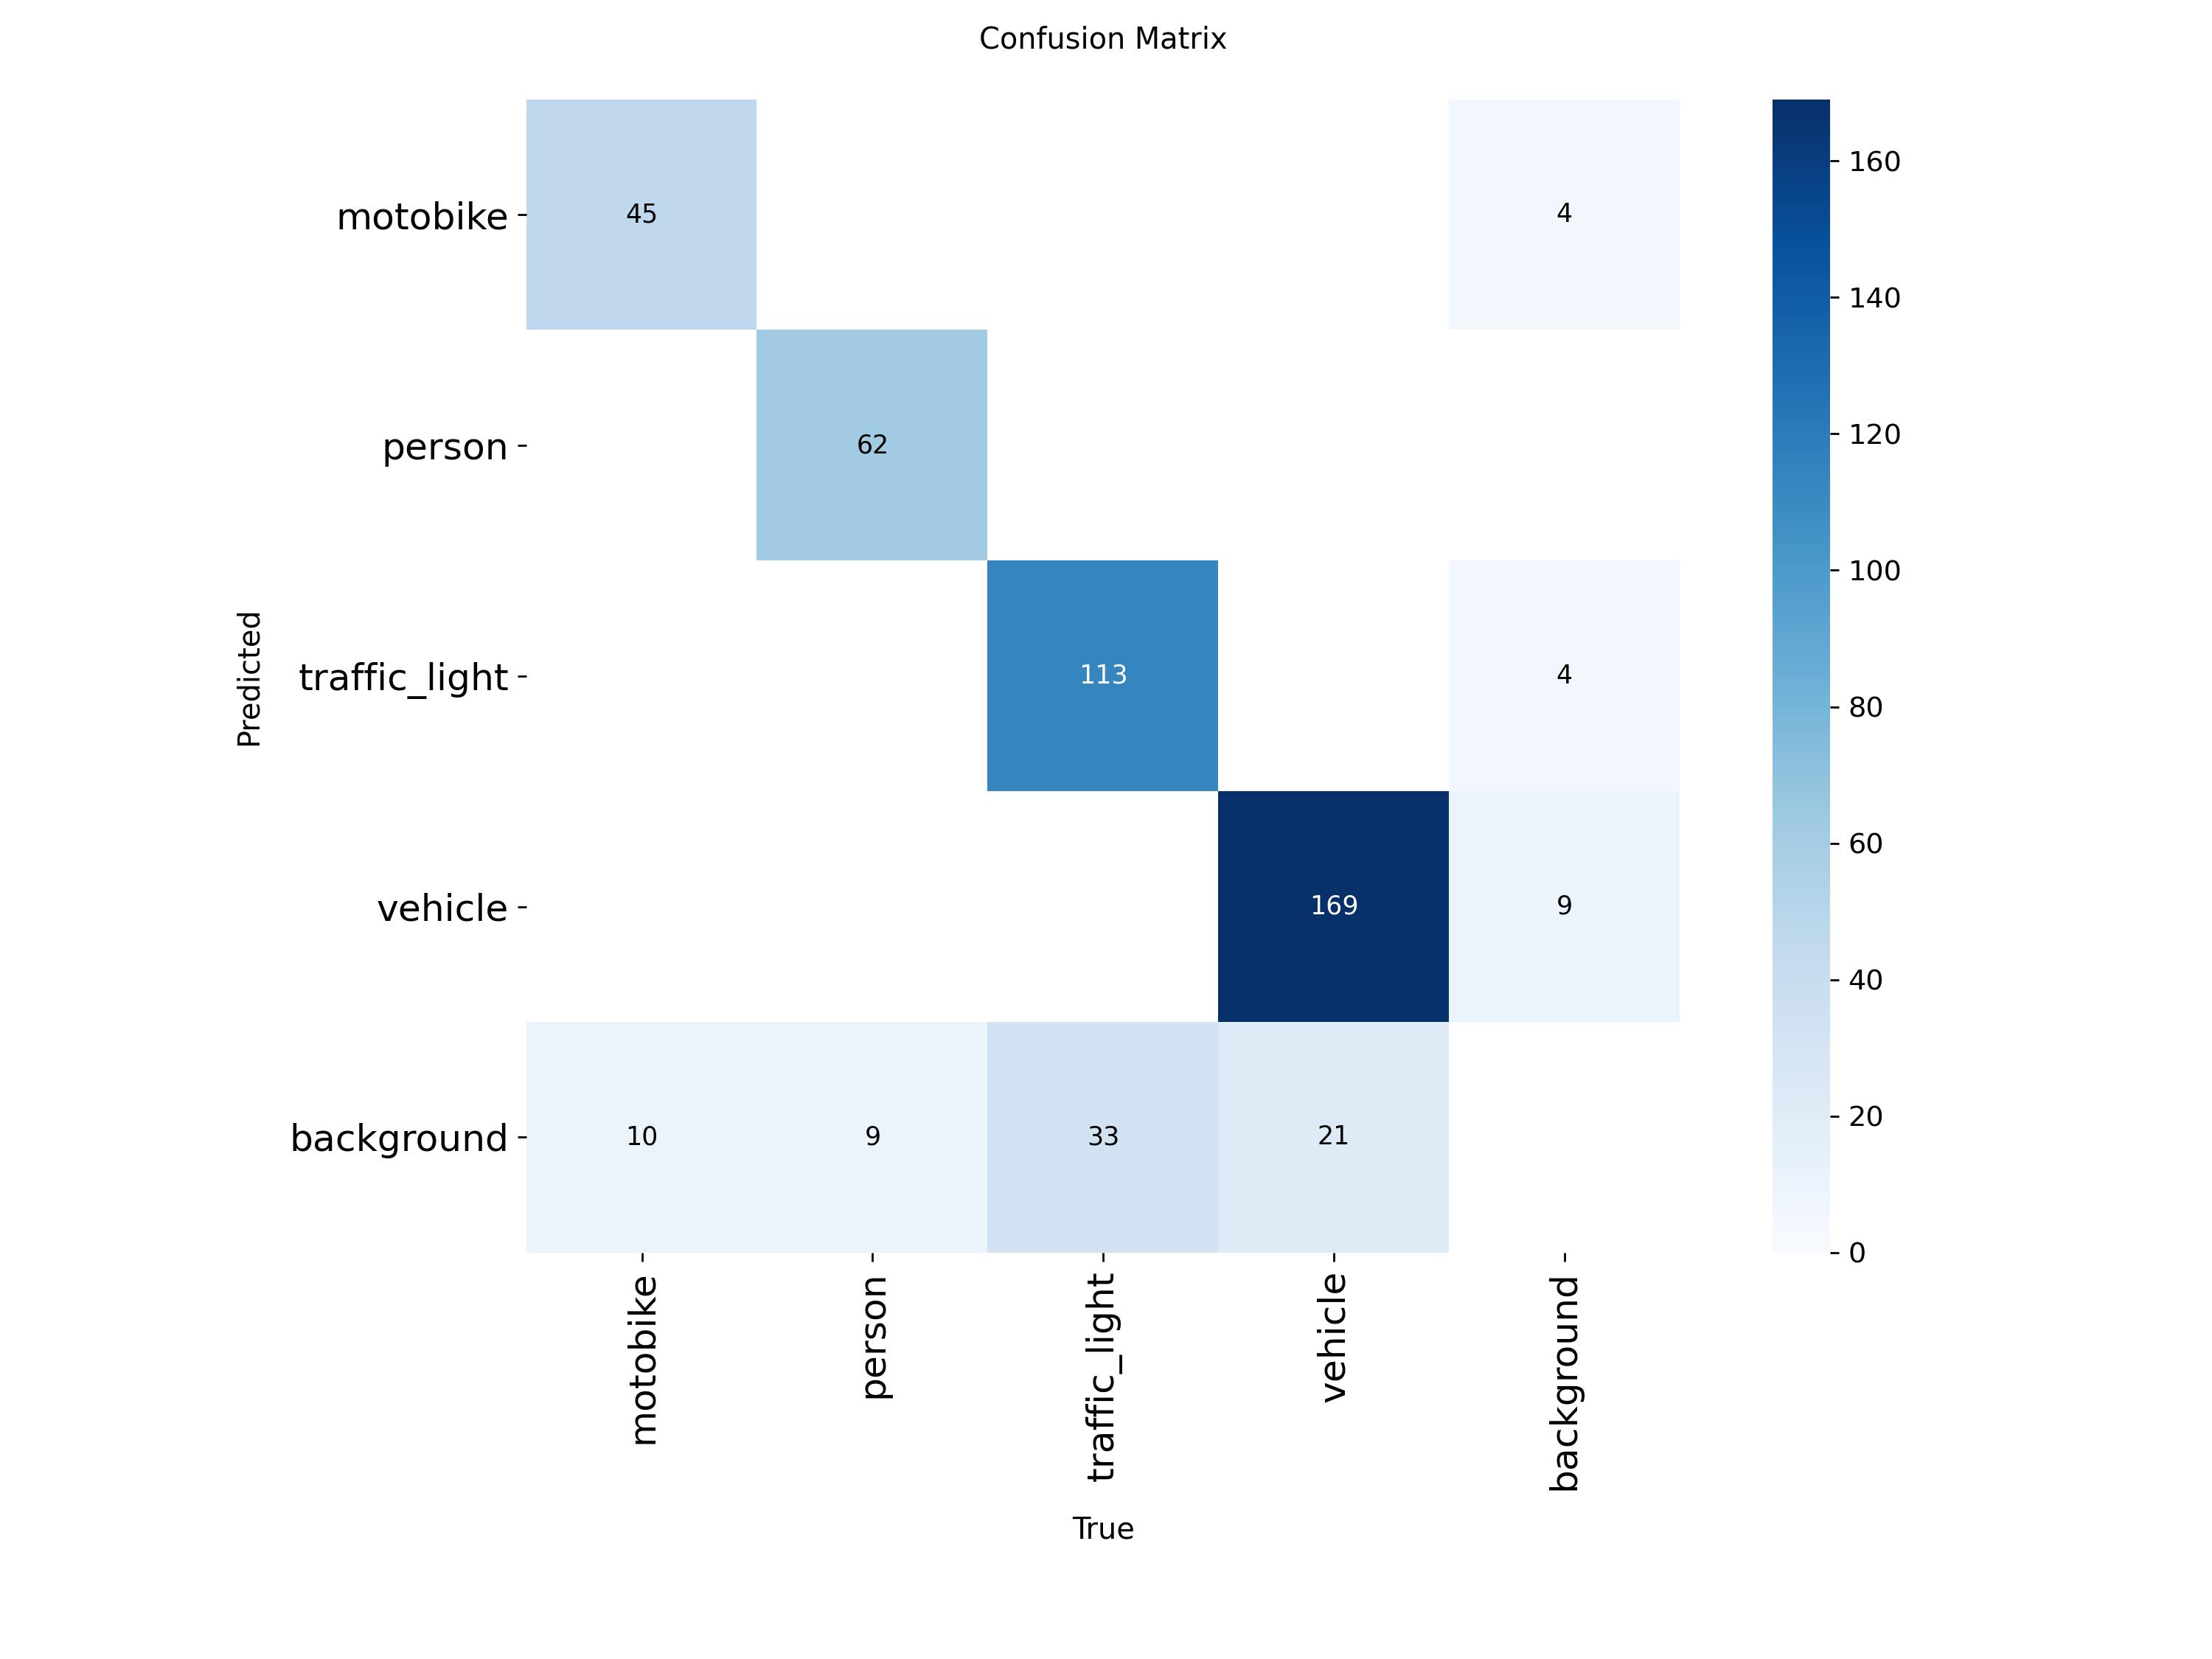 Confusion Matrix
motobike
45
4
person
62
traffic_light
113
4
vehicle
169
9
background
10
9
33
21
Predicted
motobike
person
traffic_light
vehicle
background
True
160
140
120
100
80
60
40
20
0